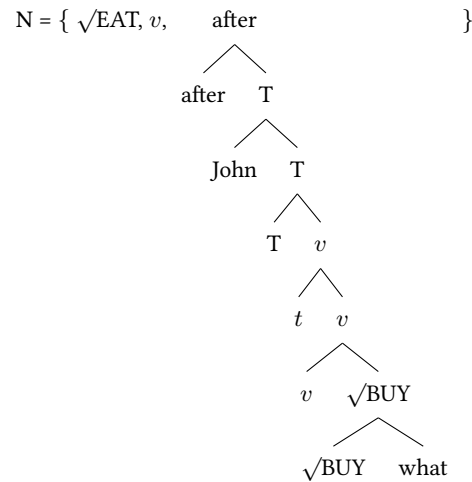 N = { √EAT, v, after }
after T
John T
T v
t v
v √BUY
√BUY what